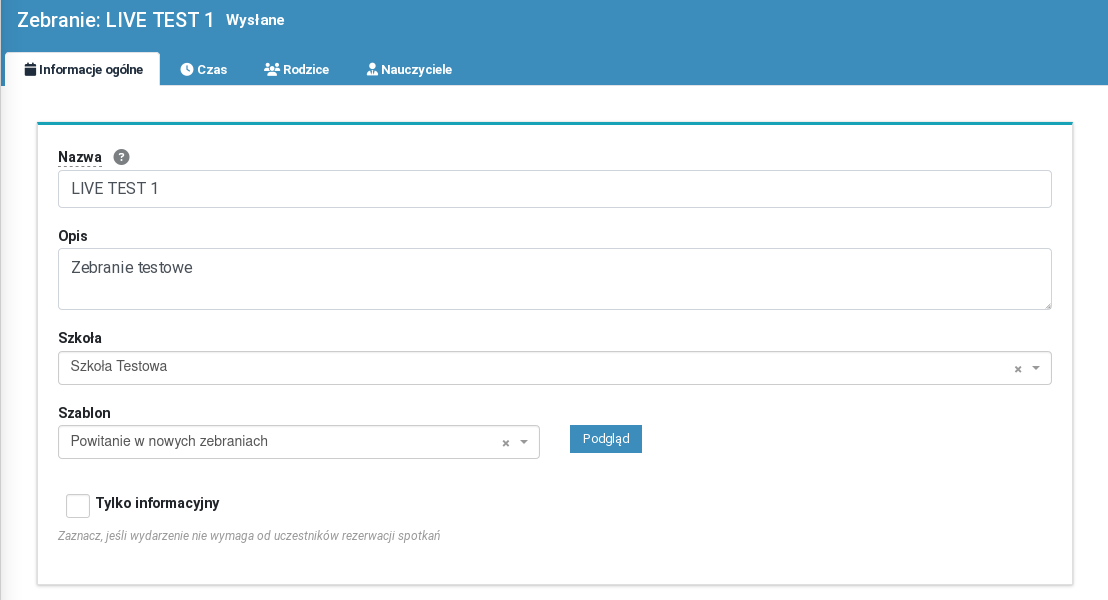 Zebranie: LIVE TEST 1 Wysłane
Informacje ogólne Czas Rodzice Nauczyciele
Nazwa ?
LIVE TEST 1
Opis
Zebranie testowe
Szkoła
Szkoła Testowa ×
Szablon
Powitanie w nowych zebraniach × Podgląd
Tylko informacyjny
Zaznacz, jeśli wydarzenie nie wymaga od uczestników rezerwacji spotkań